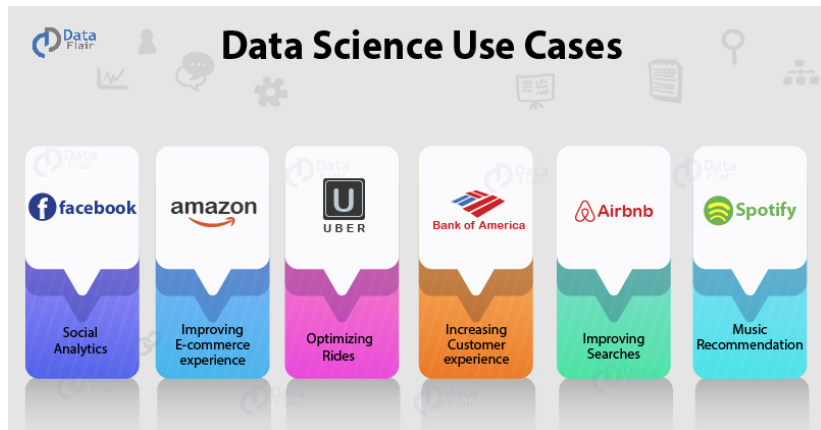 Data
Flair
Data Science Use Cases
facebook
amazon
UBER
Bank of America
Airbnb
Spotify
Social
Analytics
Improving
E-commerce
experience
Optimizing
Rides
Increasing
Customer
experience
Improving
Searches
Music
Recommendation